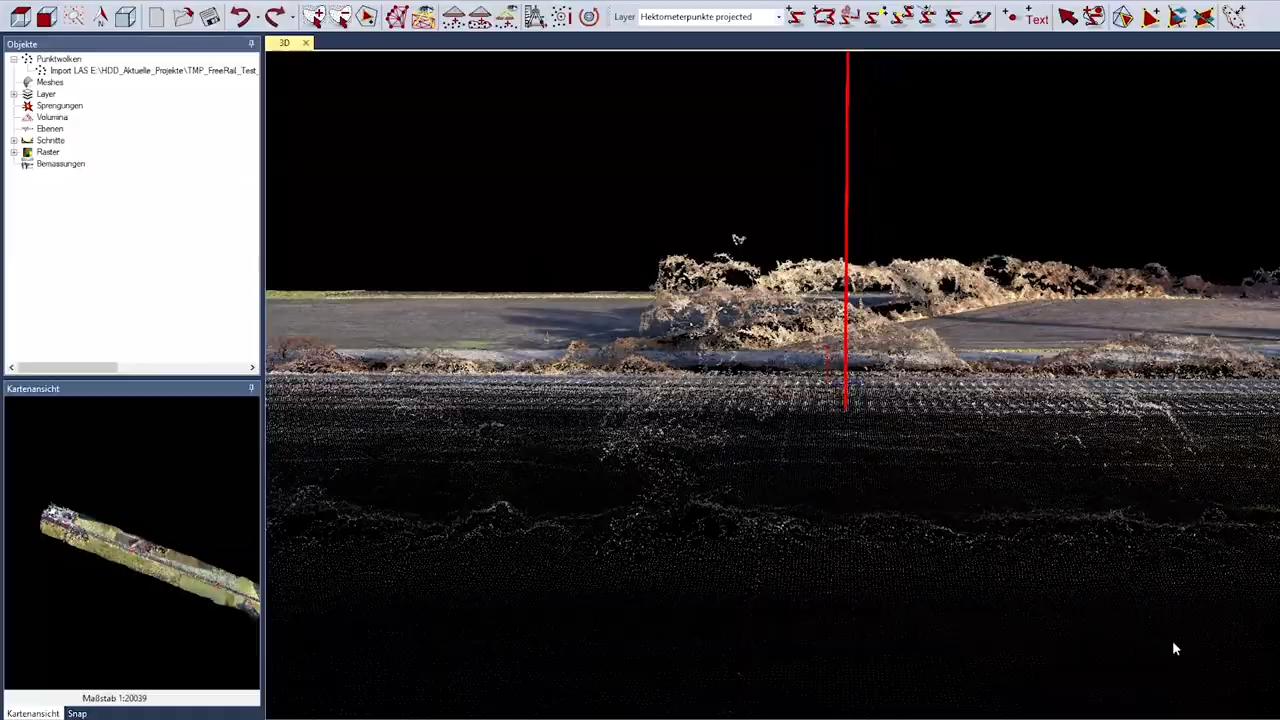 Layer Hektometerpunkte projected
Text
Objekte
3D
Punktwolken
Import LAS E:\HDD_Aktuelle_Projekte\TMP_FreeRail_Test_
Meshes
Layer
Sprengungen
Volumina
Ebenen
Schnitte
Raster
Bemassungen
Kartenansicht
Maßstab 1:20039
Kartenansicht Snap